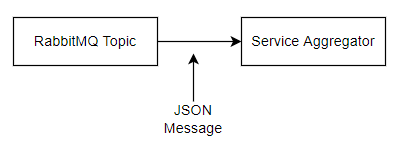 RabbitMQ Topic
Service Aggregator
JSON
Message